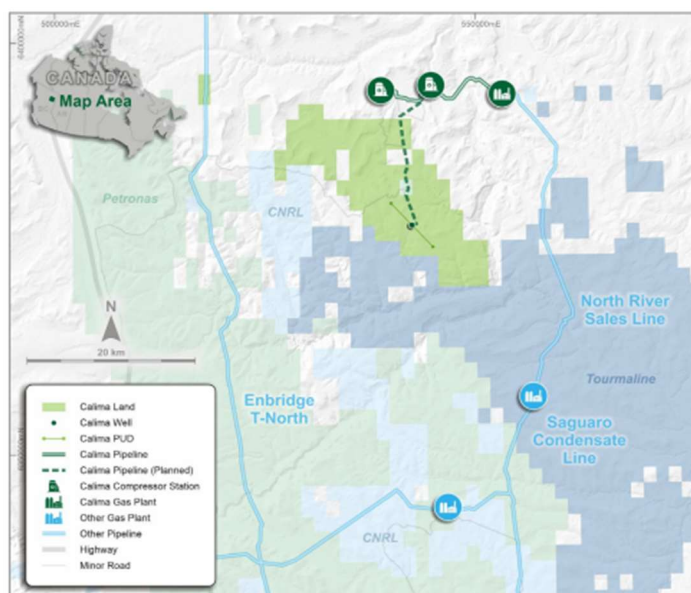 500000mE
550000mE
6400000mN
CANADA
Map Area
Petronas
CNRL
N
20 km
North River
Sales Line
Tourmaline
Enbridge
T-North
Saguaro
Condensate
Line
CNRL
Calima Land
Calima Well
Calima PUD
Calima Pipeline
Calima Pipeline (Planned)
Calima Compressor Station
Calima Gas Plant
Other Gas Plant
Other Pipeline
Highway
Minor Road